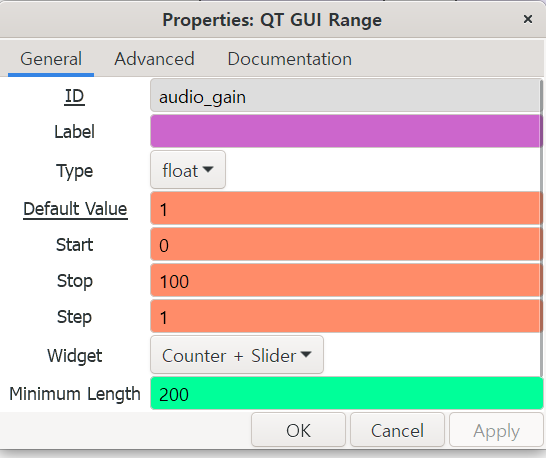 Properties: QT GUI Range ×
General Advanced Documentation
ID audio_gain
Label
Type float
Default Value 1
Start 0
Stop 100
Step 1
Widget Counter + Slider
Minimum Length 200
OK Cancel Apply